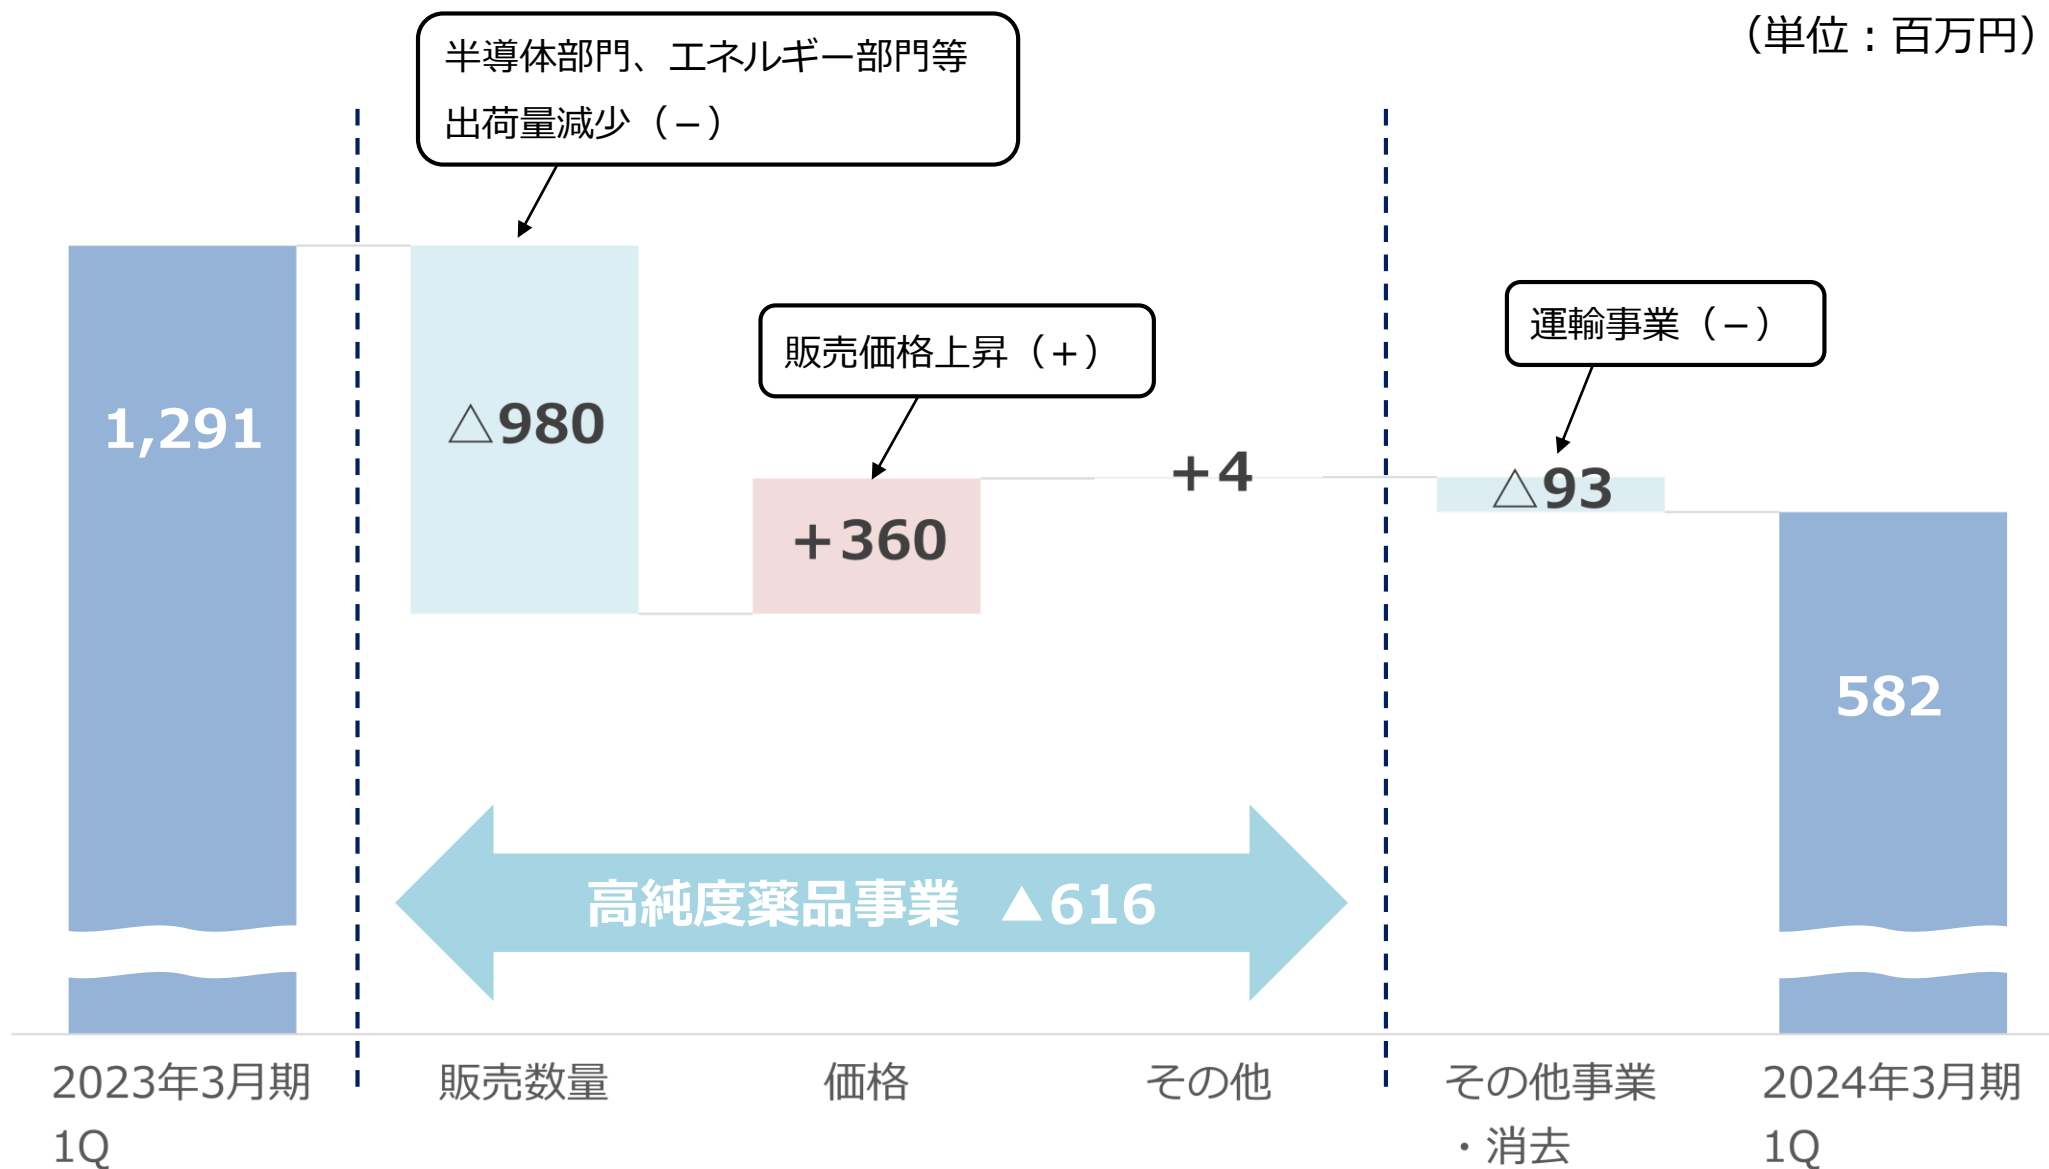 （単位：百万円）
半導体部門、エネルギー部門等
出荷量減少（－）
販売価格上昇（+）
運輸事業（－）
1,291
△980
+360
+4
△93
582
高純度薬品事業 ▲616
2023年3月期
1Q
販売数量
価格
その他
その他事業
・消去
2024年3月期
1Q